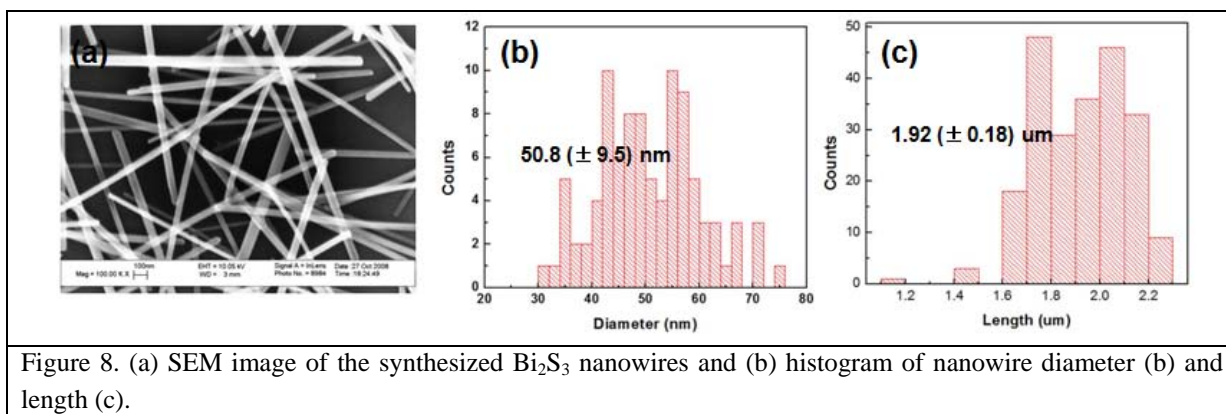 (a)
100nm
Mag = 100.00 K X
EHT = 10.05 kV
WD = 3 mm
Signal A = InLens
Photo No. = 8984
Date :27 Oct 2008
Time :18:24:49
(b)
12
10
8
6
4
2
0
Counts
50.8 (± 9.5) nm
20 30 40 50 60 70 80
Diameter (nm)
(c)
50
40
30
20
10
0
Counts
1.92 (± 0.18) um
1.2 1.4 1.6 1.8 2.0 2.2
Length (um)
Figure 8. (a) SEM image of the synthesized Bi₂S₃ nanowires and (b) histogram of nanowire diameter (b) and
length (c).